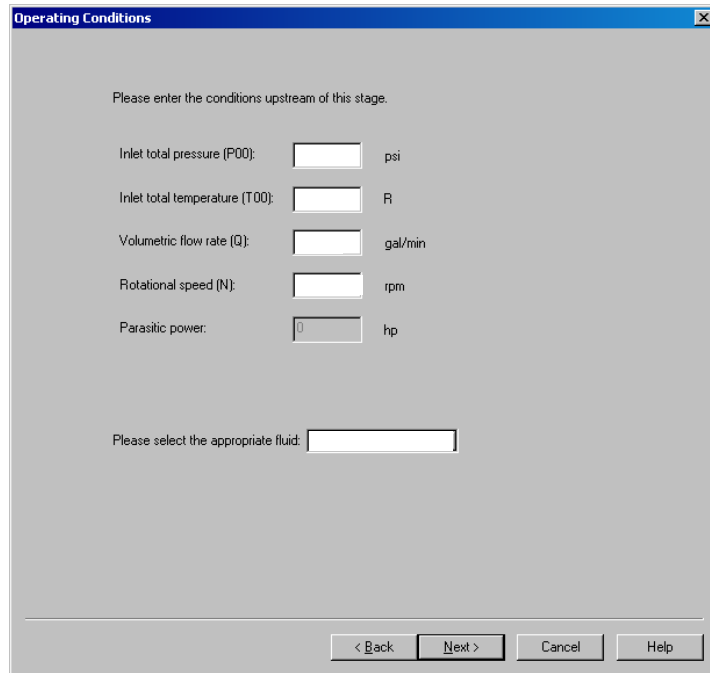 Operating Conditions
Please enter the conditions upstream of this stage.
Inlet total pressure (P00): psi
Inlet total temperature (T00): R
Volumetric flow rate (Q): gal/min
Rotational speed (N): rpm
Parasitic power: 0 hp
Please select the appropriate fluid:
< Back Next > Cancel Help